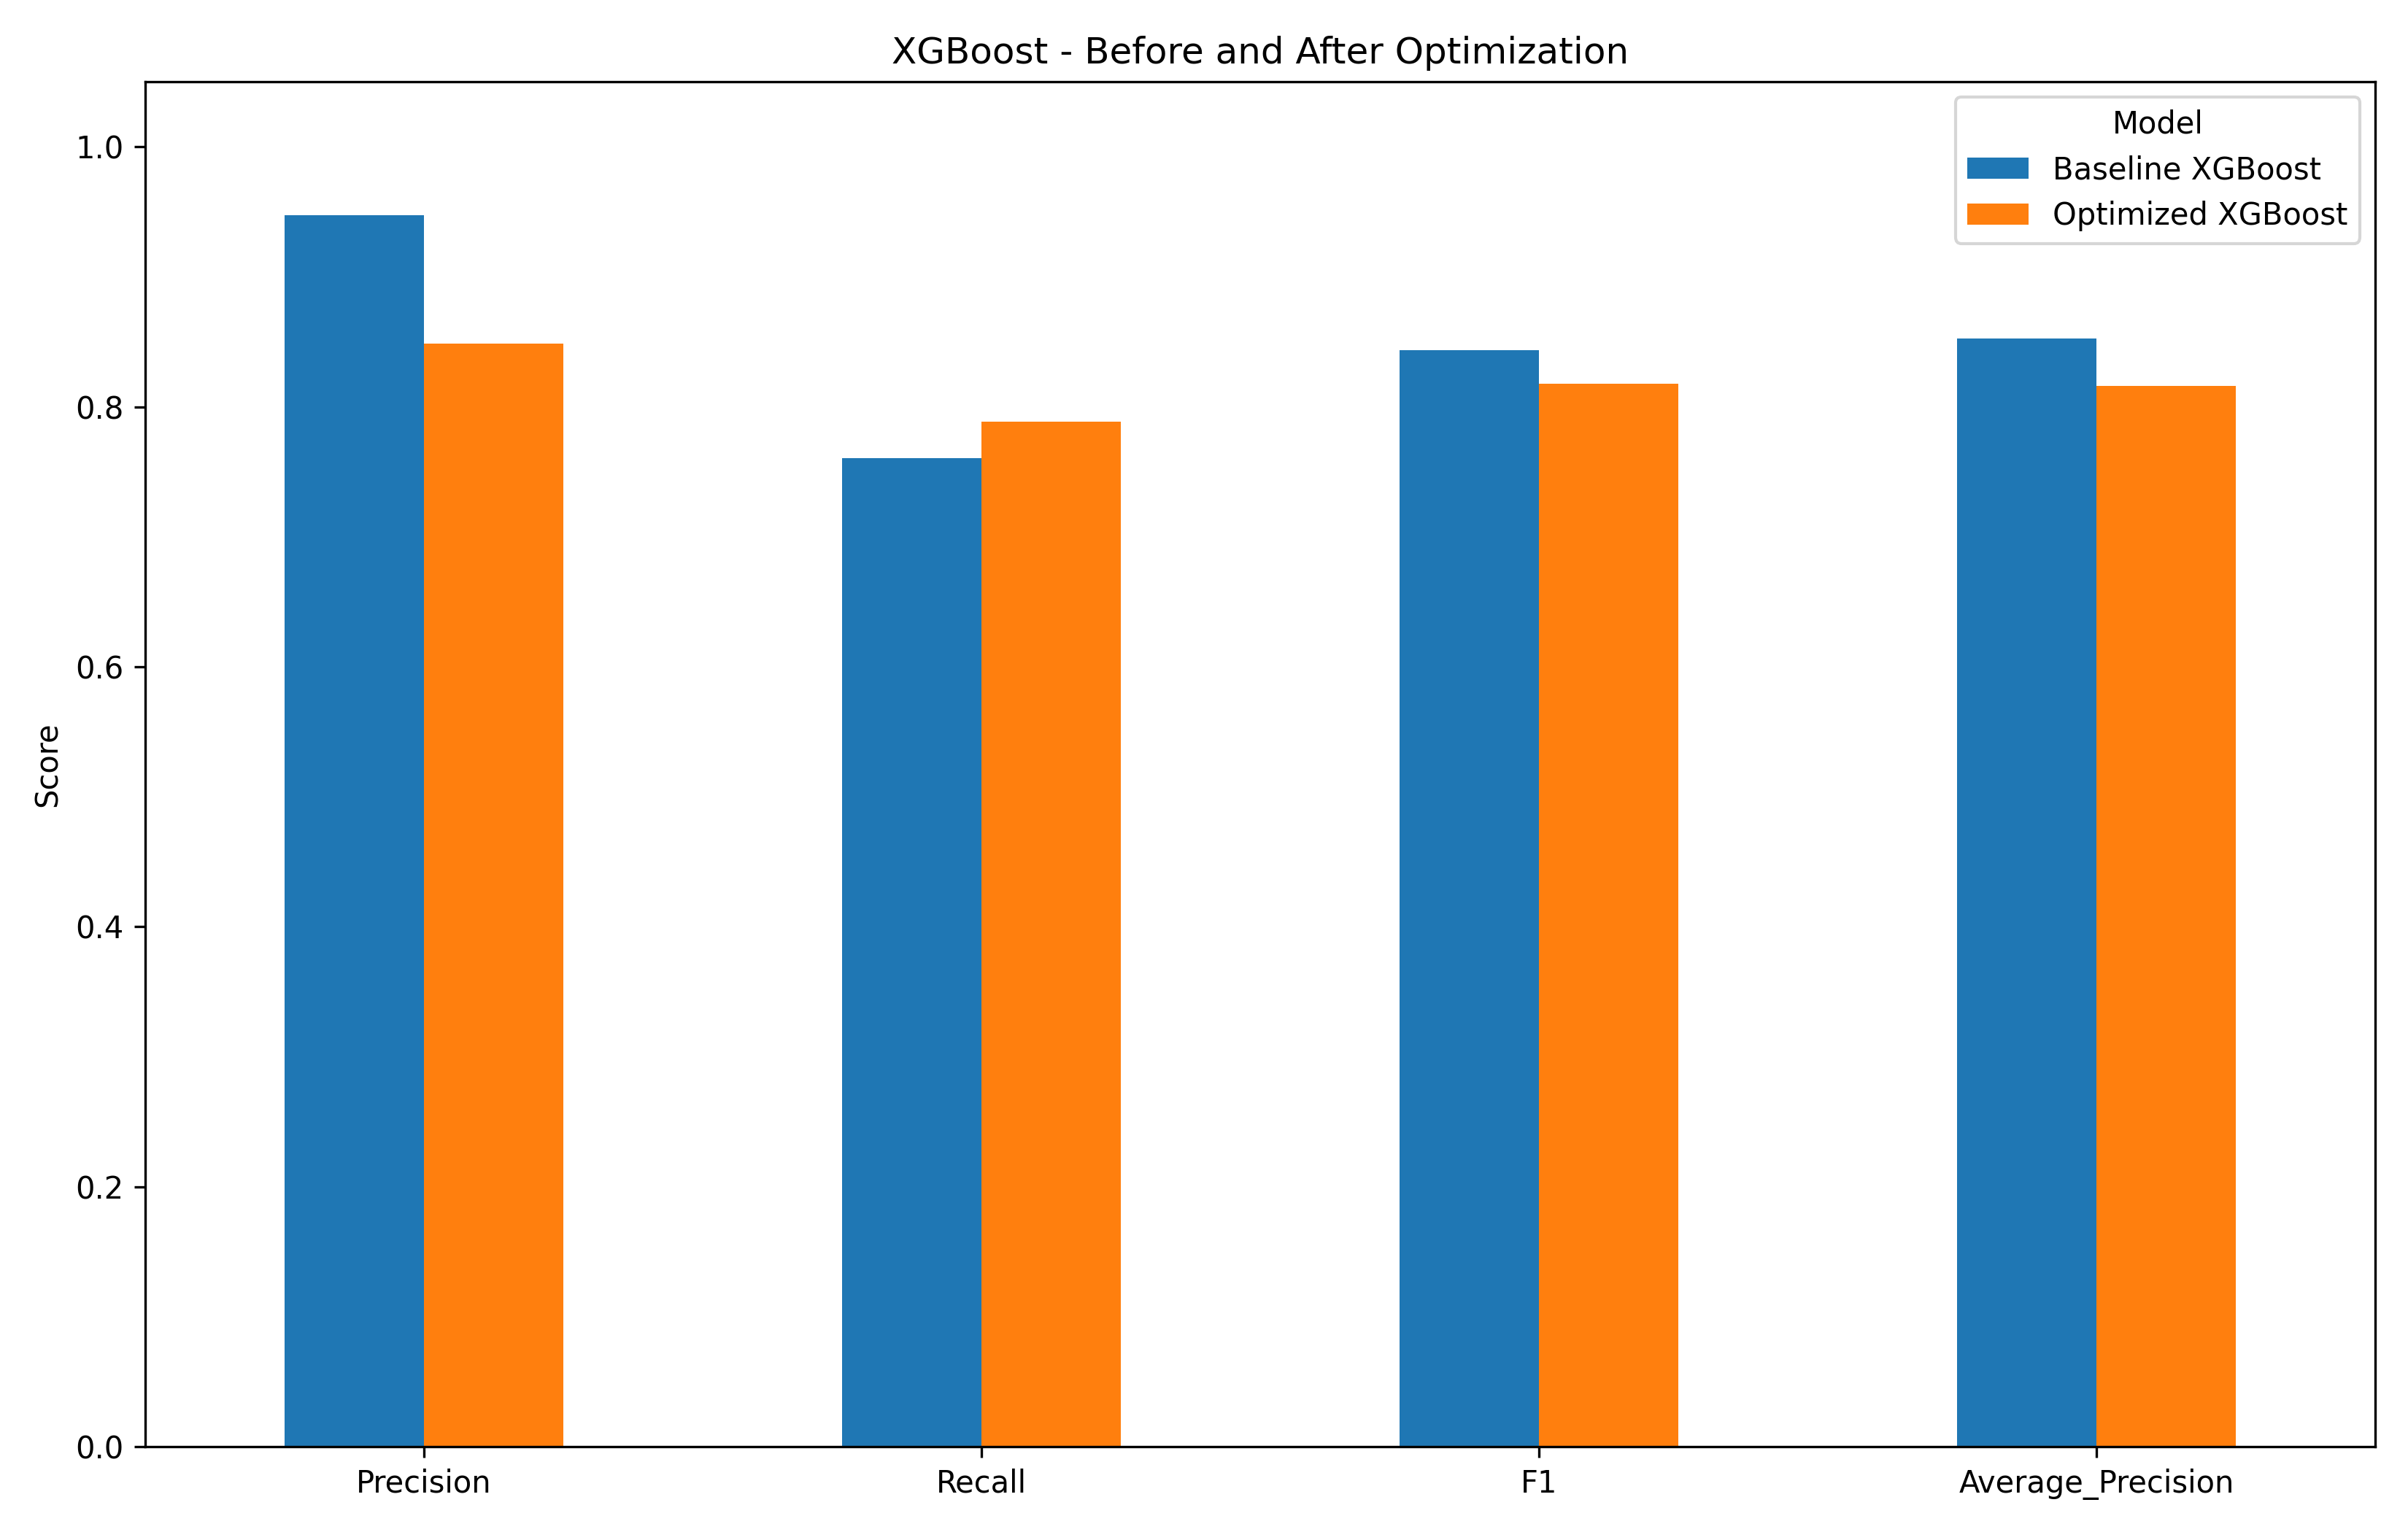 XGBoost - Before and After Optimization
Model
Baseline XGBoost
Optimized XGBoost
Score
1.0
0.8
0.6
0.4
0.2
0.0
Precision
Recall
F1
Average_Precision